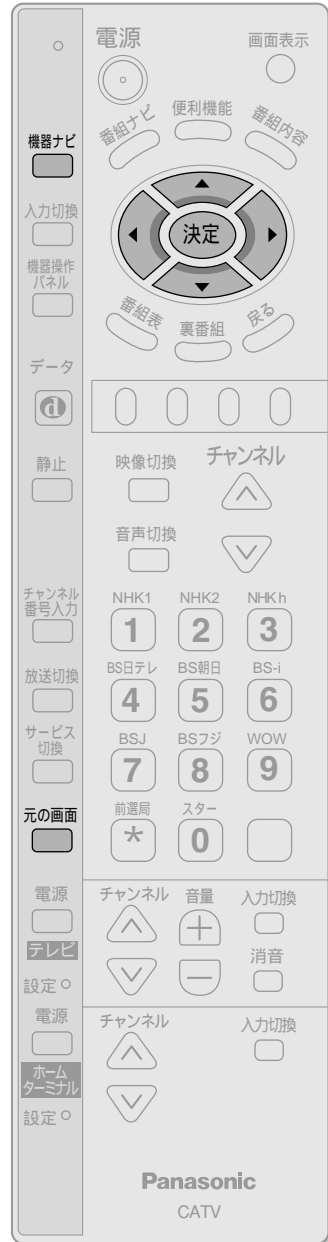 電源
画面表示
機器ナビ
番組ナビ
便利機能
番組内容
入力切換
決定
機器操作
パネル
番組表
裏番組
戻る
データ
d
静止
映像切換
チャンネル
音声切換
チャンネル
番号入力
NHK1 NHK2 NHKh
1 2 3
放送切換
BS日テレ BS朝日 BS-i
4 5 6
サービス
切換
BSJ BSフジ WOW
7 8 9
元の画面
前選局 スター
* 0
電源
テレビ
設定
チャンネル 音量 入力切換
+
消音
−
電源
ホーム
ターミナル
設定
チャンネル 入力切換
Panasonic
CATV